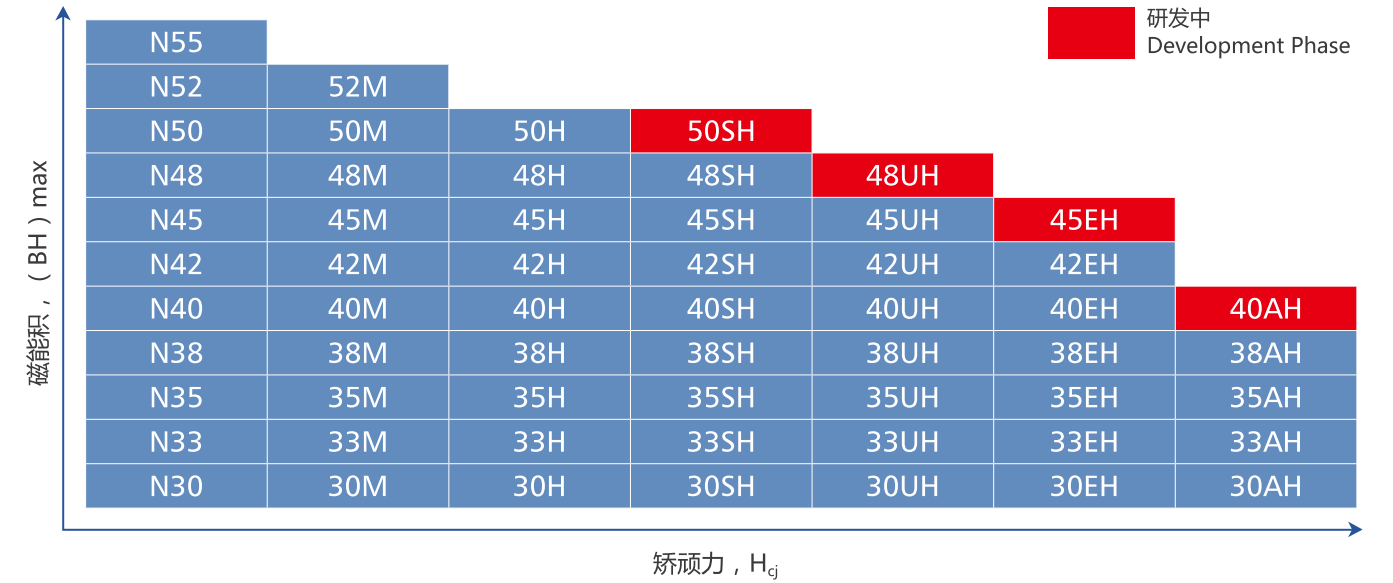 研发中
Development Phase
N55
N52 52M
N50 50M 50H 50SH
N48 48M 48H 48SH 48UH
N45 45M 45H 45SH 45UH 45EH
N42 42M 42H 42SH 42UH 42EH
N40 40M 40H 40SH 40UH 40EH 40AH
N38 38M 38H 38SH 38UH 38EH 38AH
N35 35M 35H 35SH 35UH 35EH 35AH
N33 33M 33H 33SH 33UH 33EH 33AH
N30 30M 30H 30SH 30UH 30EH 30AH
磁能积，（BH）max
矫顽力，Hcj